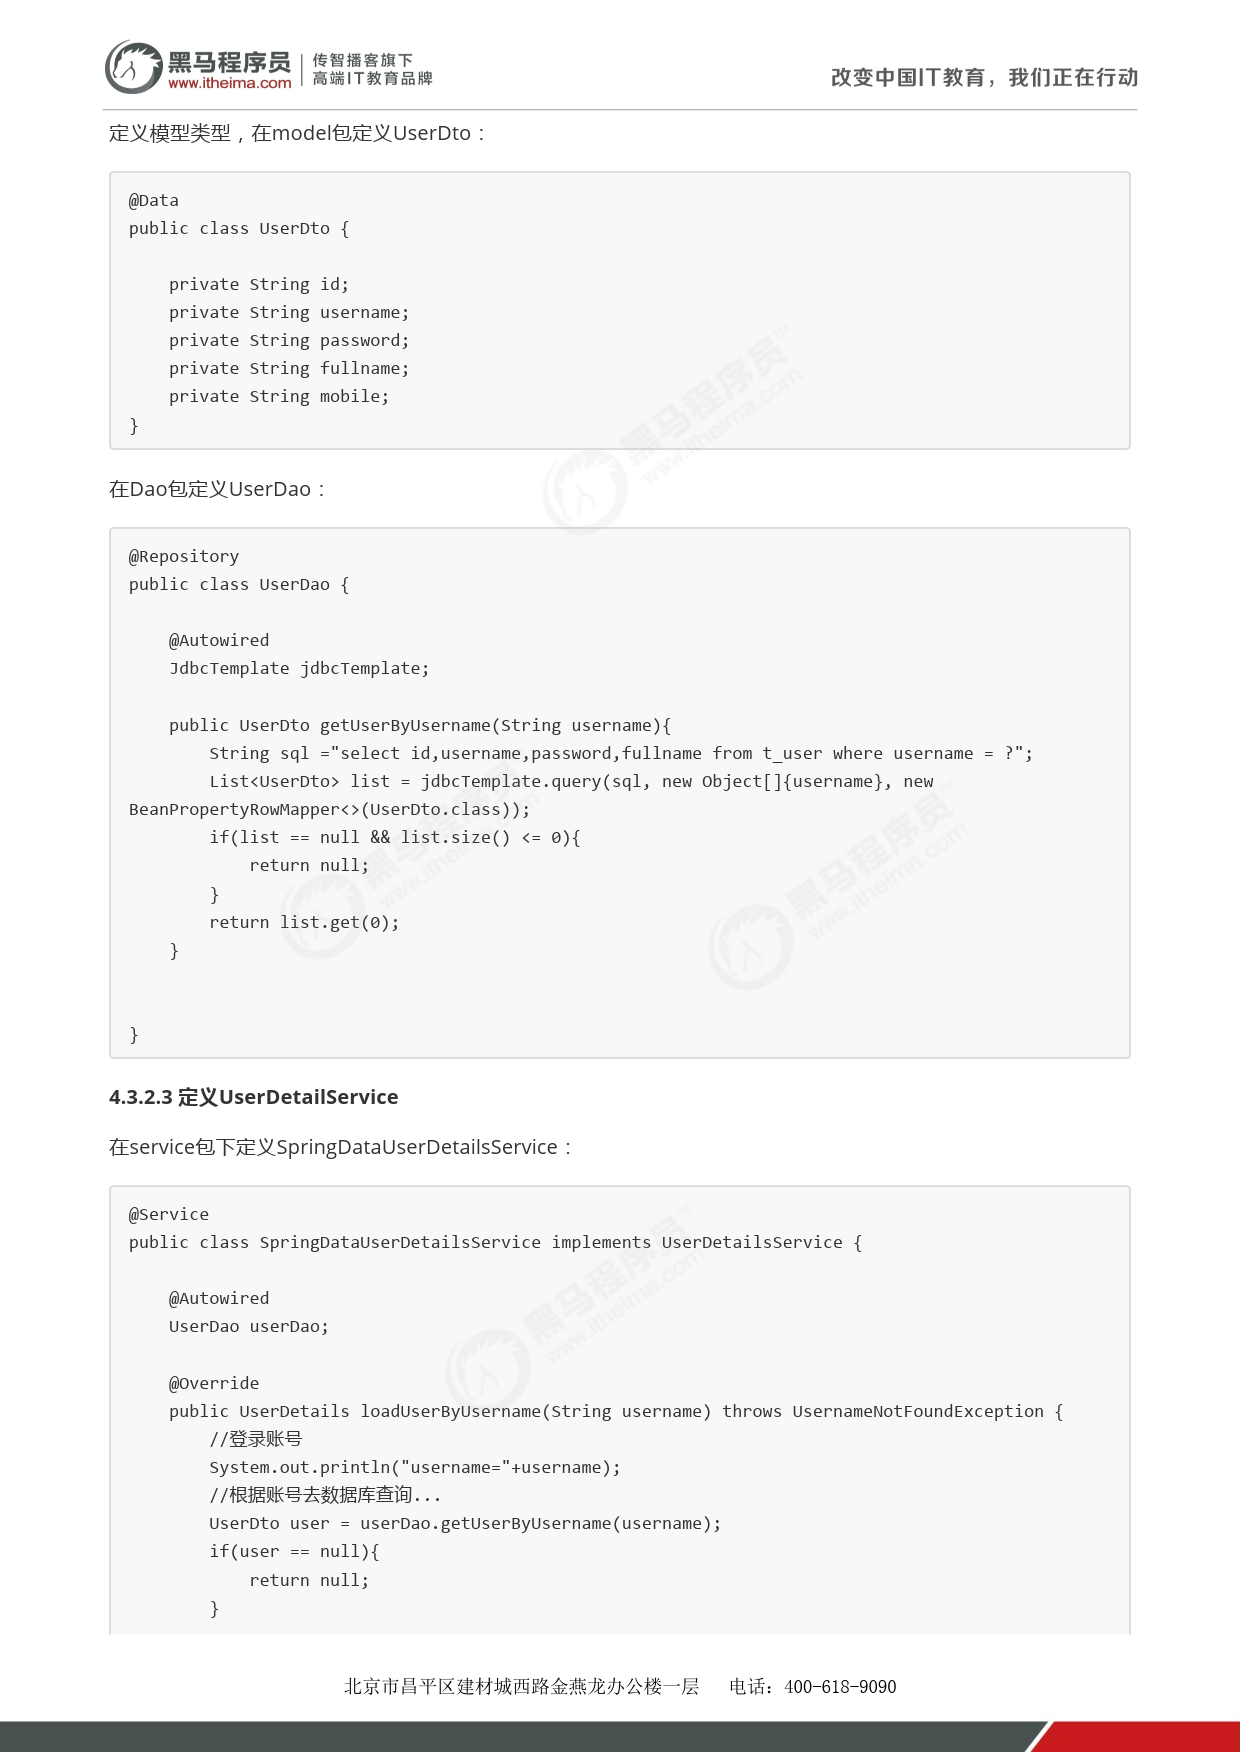 黑马程序员
www.itheima.com
传智播客旗下
高端IT教育品牌
改变中国IT教育，我们正在行动
定义模型类型，在model包定义UserDto：
@Data
public class UserDto {
    private String id;
    private String username;
    private String password;
    private String fullname;
    private String mobile;
}
在Dao包定义UserDao：
@Repository
public class UserDao {
    @Autowired
    JdbcTemplate jdbcTemplate;
    public UserDto getUserByUsername(String username){
        String sql ="select id,username,password,fullname from t_user where username = ?";
        List<UserDto> list = jdbcTemplate.query(sql, new Object[]{username}, new
BeanPropertyRowMapper<>(UserDto.class));
        if(list == null && list.size() <= 0){
            return null;
        }
        return list.get(0);
    }
}
4.3.2.3 定义UserDetailService
在service包下定义SpringDataUserDetailsService：
@Service
public class SpringDataUserDetailsService implements UserDetailsService {
    @Autowired
    UserDao userDao;
    @Override
    public UserDetails loadUserByUsername(String username) throws UsernameNotFoundException {
        //登录账号
        System.out.println("username="+username);
        //根据账号去数据库查询...
        UserDto user = userDao.getUserByUsername(username);
        if(user == null){
            return null;
        }
北京市昌平区建材城西路金燕龙办公楼一层 电话：400-618-9090